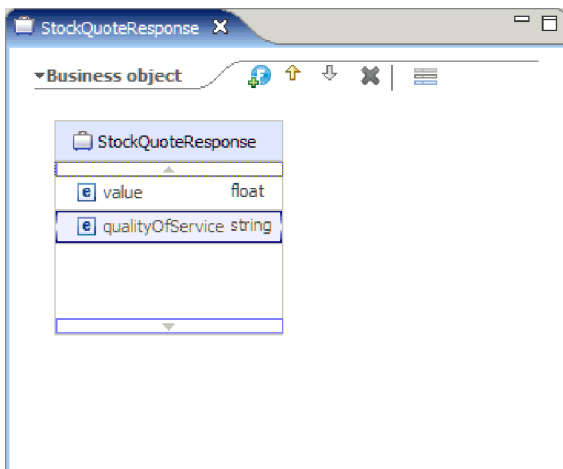 StockQuoteResponse
Business object
StockQuoteResponse
e value float
e qualityOfService string